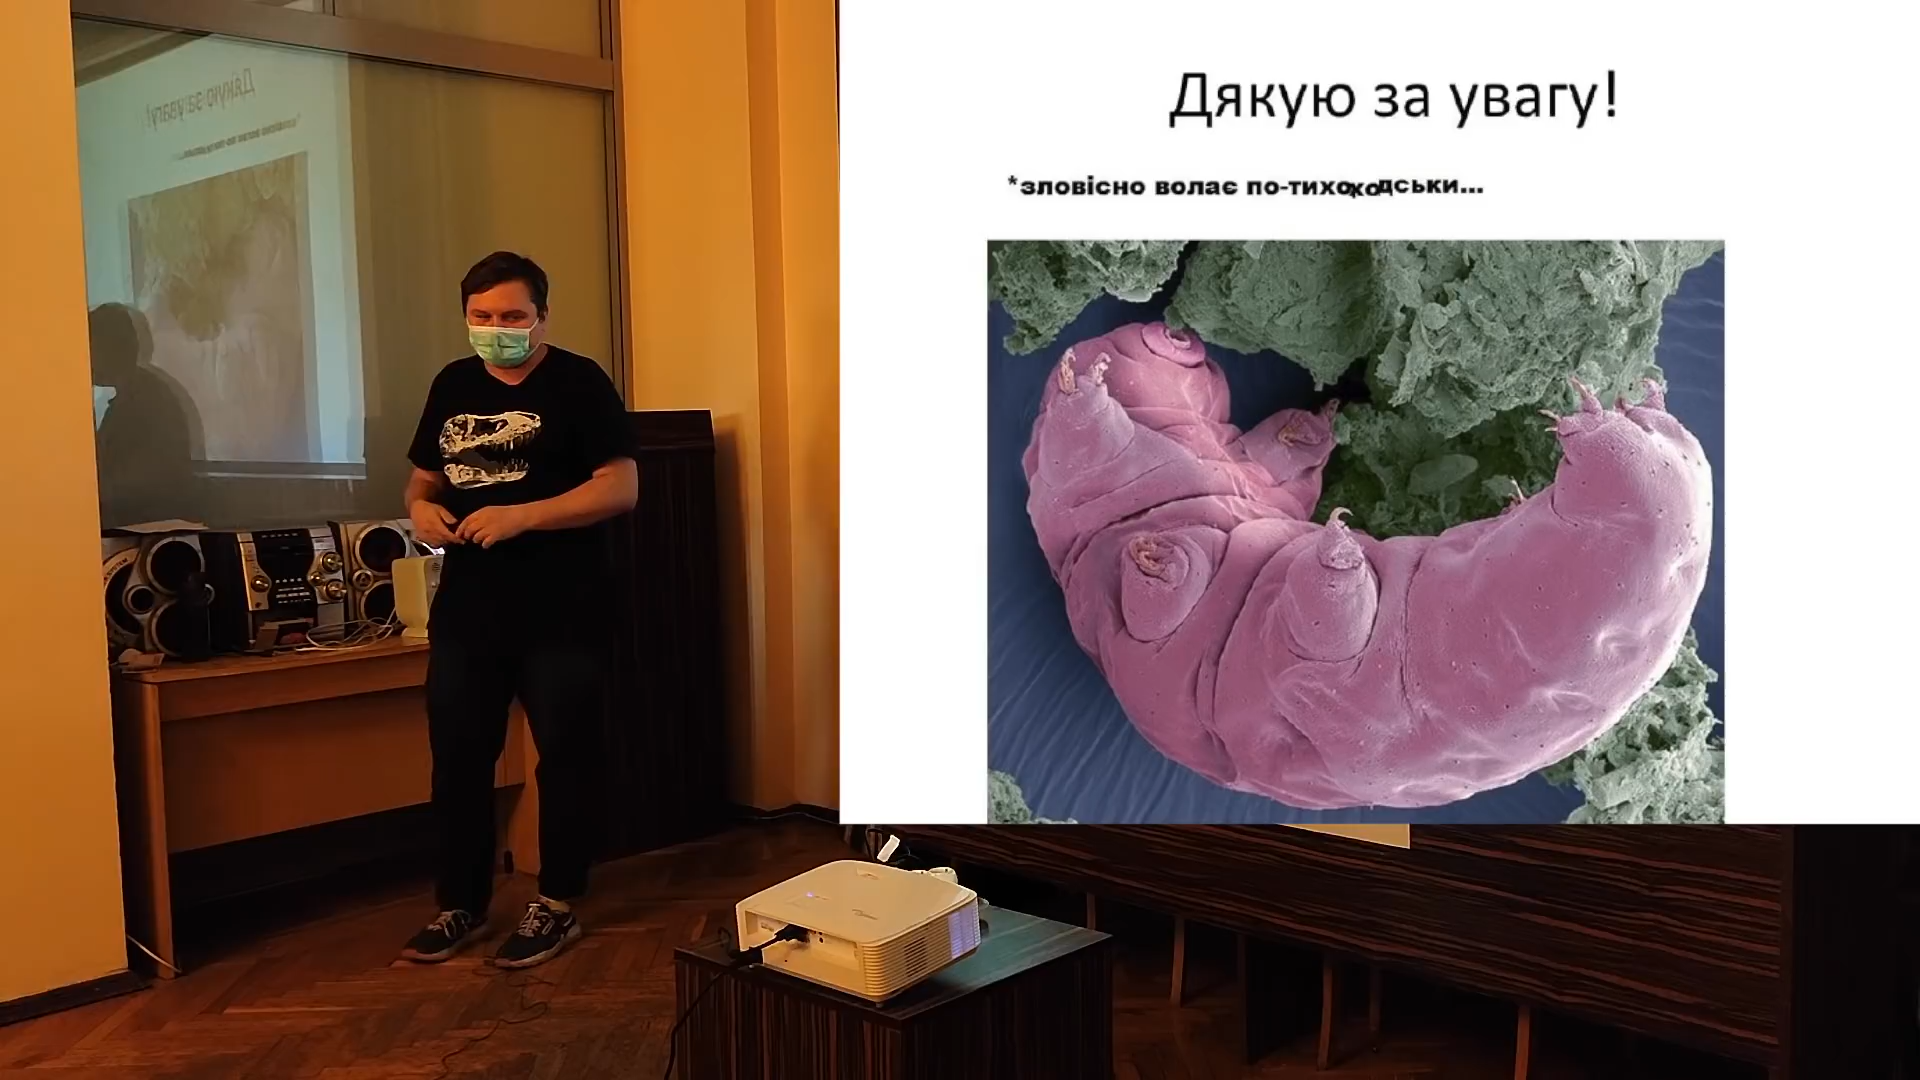 Дякую за увагу!
*зловісно волає по-тихоходськи...